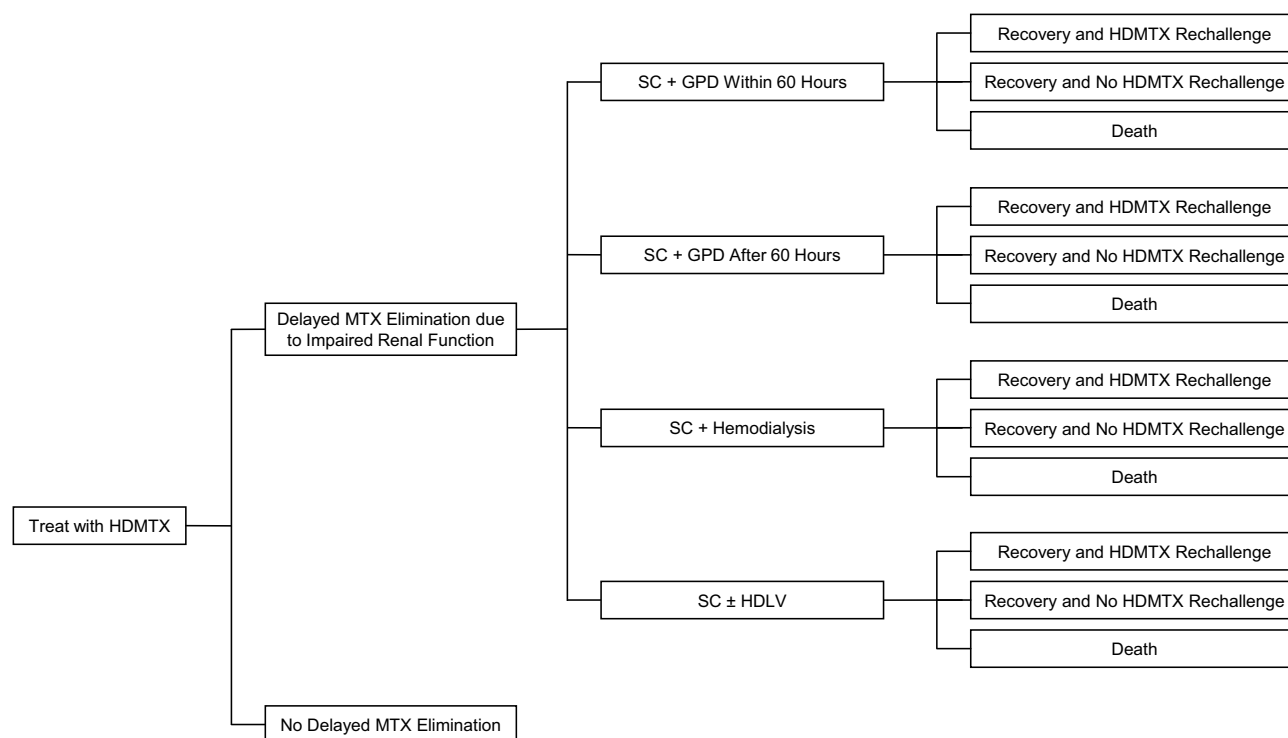 Treat with HDMTX
Delayed MTX Elimination due
to Impaired Renal Function
No Delayed MTX Elimination
SC + GPD Within 60 Hours
Recovery and HDMTX Rechallenge
Recovery and No HDMTX Rechallenge
Death
SC + GPD After 60 Hours
Recovery and HDMTX Rechallenge
Recovery and No HDMTX Rechallenge
Death
SC + Hemodialysis
Recovery and HDMTX Rechallenge
Recovery and No HDMTX Rechallenge
Death
SC ± HDLV
Recovery and HDMTX Rechallenge
Recovery and No HDMTX Rechallenge
Death